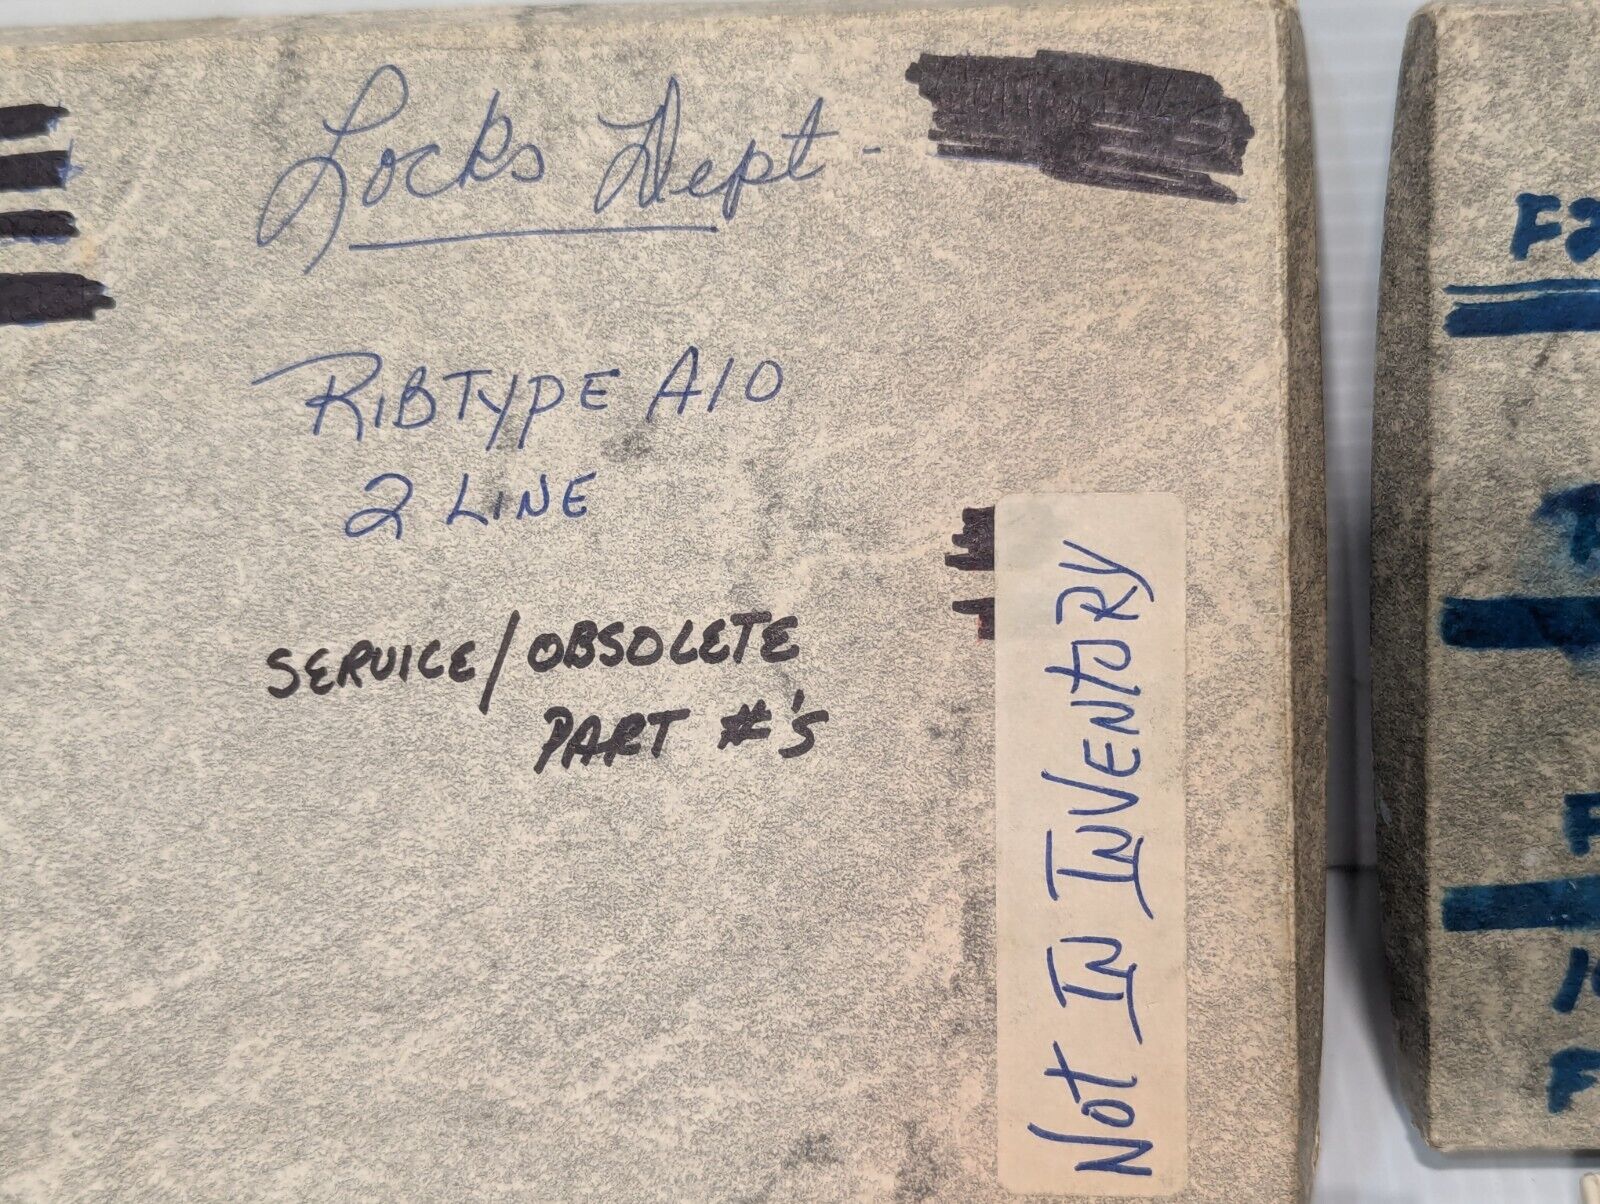 Locks Dept -
RIBTYPE A10
2 LINE
SERVICE/OBSOLETE
PART #'S
NOT IN INVENTORY